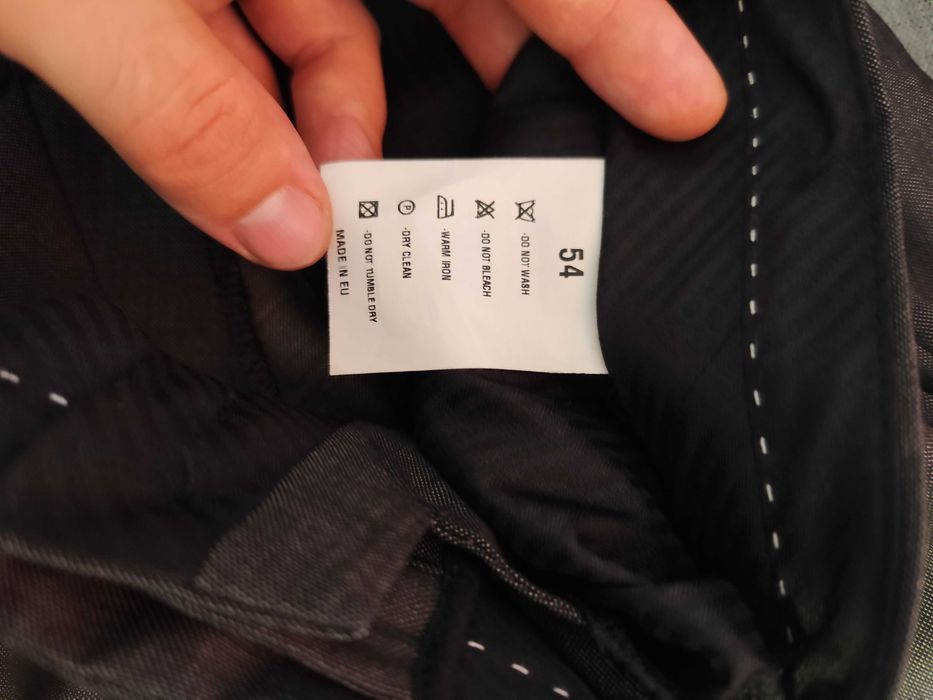 54
-DO NOT WASH
-DO NOT BLEACH
-WARM IRON
P
-DRY CLEAN
-DO NOT TUMBLE DRY
MADE IN EU